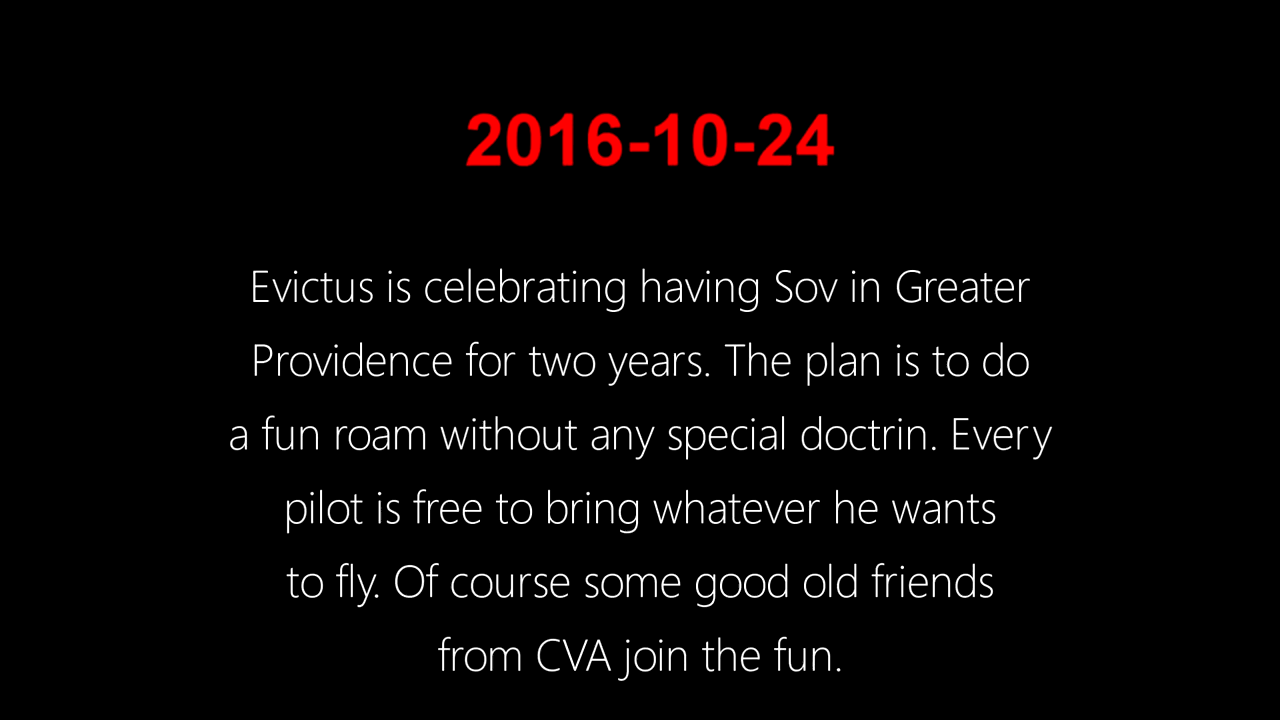 2016-10-24
Evictus is celebrating having Sov in Greater
Providence for two years. The plan is to do
a fun roam without any special doctrin. Every
pilot is free to bring whatever he wants
to fly. Of course some good old friends
from CVA join the fun.